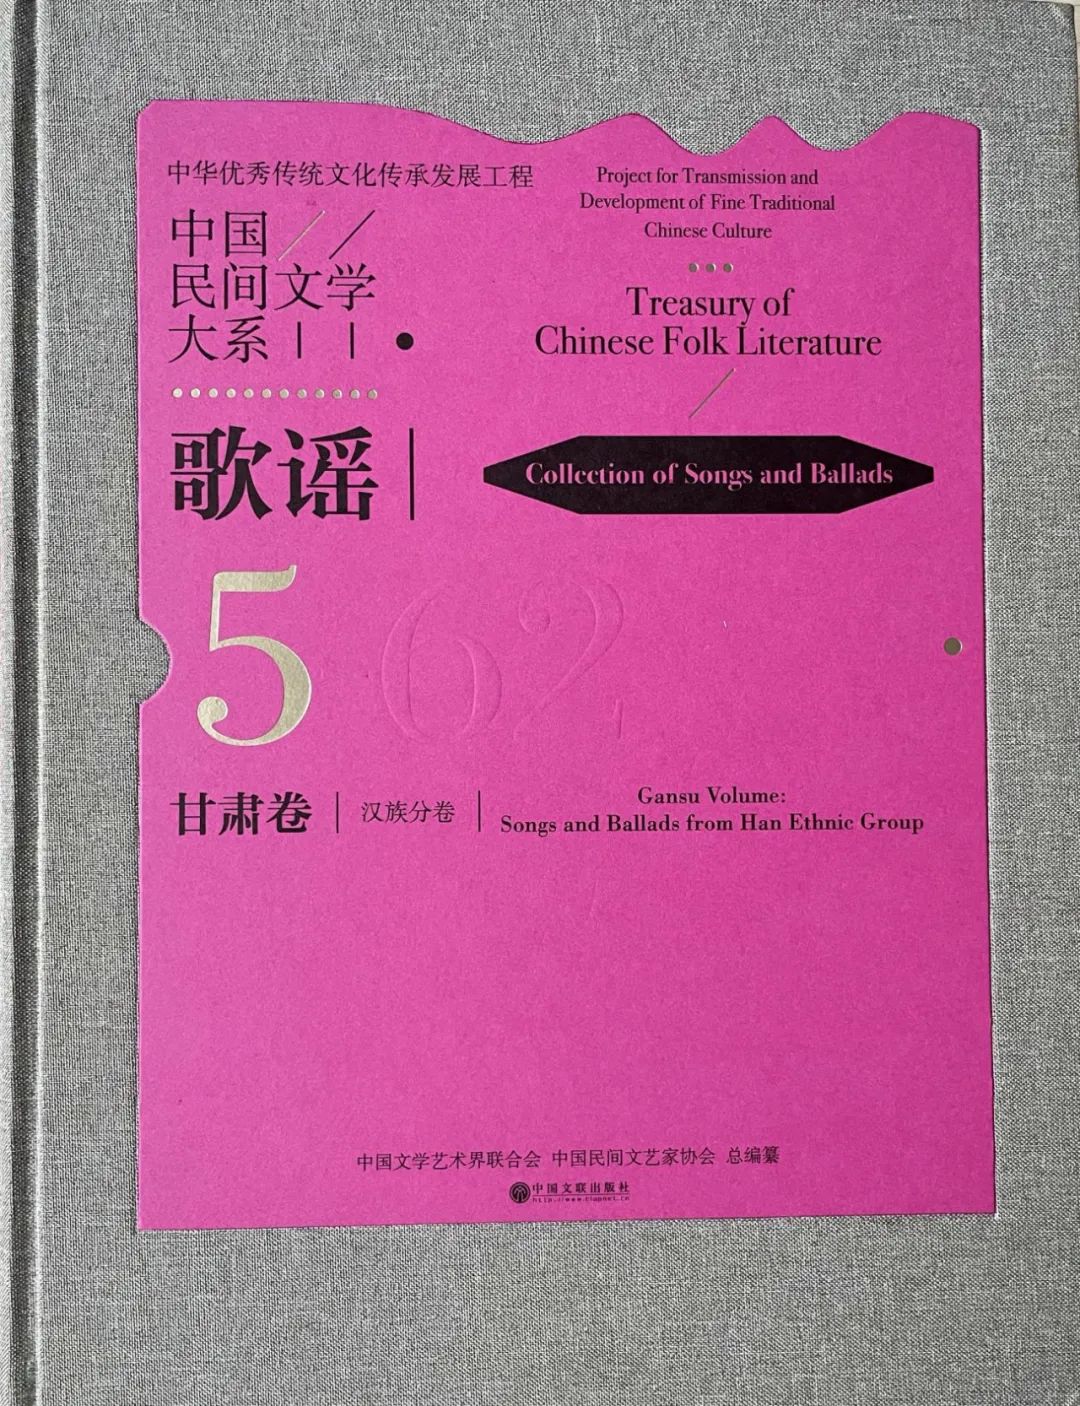 中华优秀传统文化传承发展工程
中国
民间文学
大系
歌谣
5
62
甘肃卷
汉族分卷
Project for Transmission and
Development of Fine Traditional
Chinese Culture
Treasury of
Chinese Folk Literature
Collection of Songs and Ballads
Gansu Volume:
Songs and Ballads from Han Ethnic Group
中国文学艺术界联合会 中国民间文艺家协会 总编纂
中国文联出版社
http://www.clapnet.cn